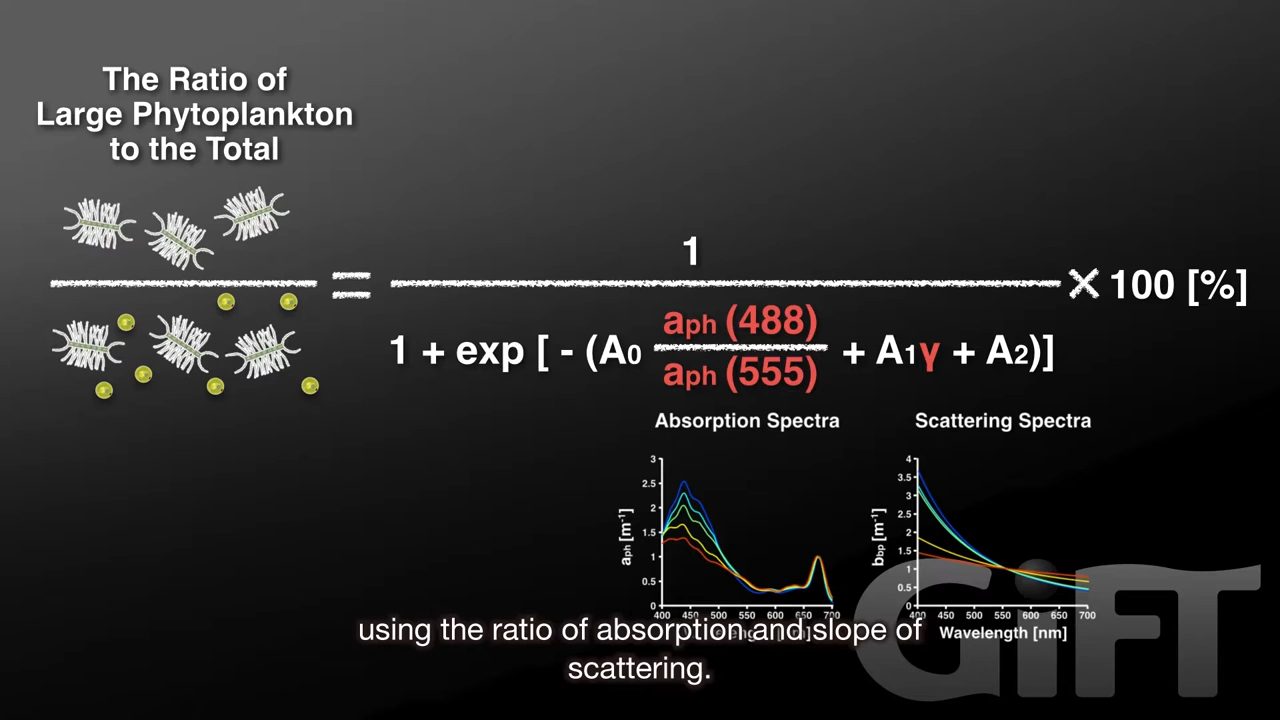 The Ratio of
Large Phytoplankton
to the Total
=
1
1 + exp [ - (A0 aph (488) / aph (555) + A1γ + A2)]
× 100 [%]
Absorption Spectra
3
2.5
2
1.5
1
0.5
0
aph [m-1]
400 450 500 550 600 650 700
Scattering Spectra
4
3.5
3
2.5
2
1.5
1
0.5
0
bbp [m-1]
400 450 500 550 600 650 700
Wavelength [nm]
using the ratio of absorption and slope of
scattering.
GiFT